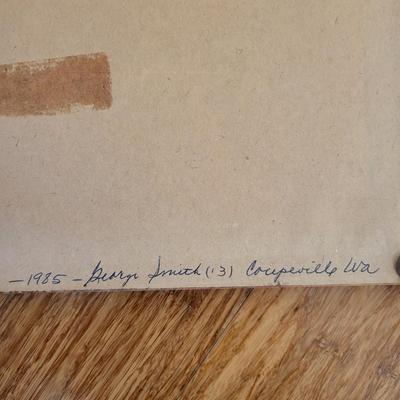 — 1985 — George Smith (13) Coupeville Wa